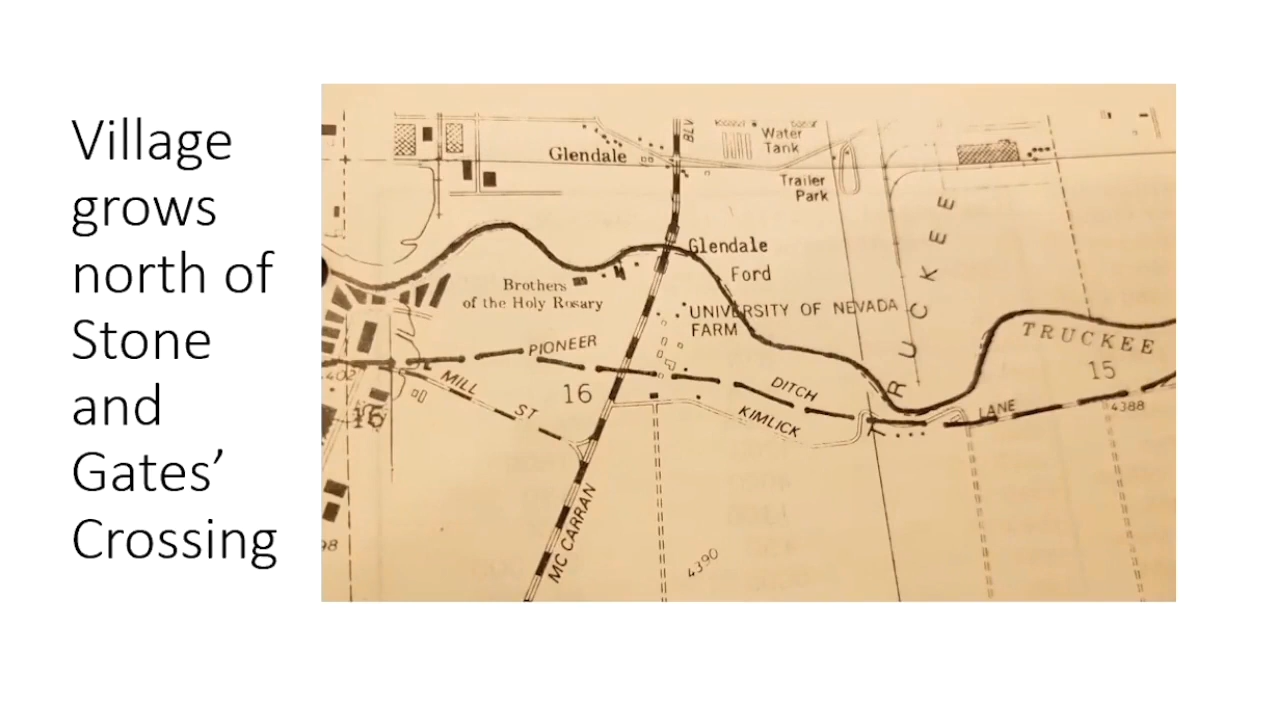 Village
grows
north of
Stone
and
Gates’
Crossing
BLV
Water
Tank
Glendale
Trailer
Park
Glendale
Ford
Brothers
of the Holy Rosary
UNIVERSITY OF NEVADA
FARM
TRUCKEE
TRUCKEE
PIONEER
DITCH
MILL ST
16
16
15
KIMLICK LANE
4402
4388
MC CARRAN
4390
98